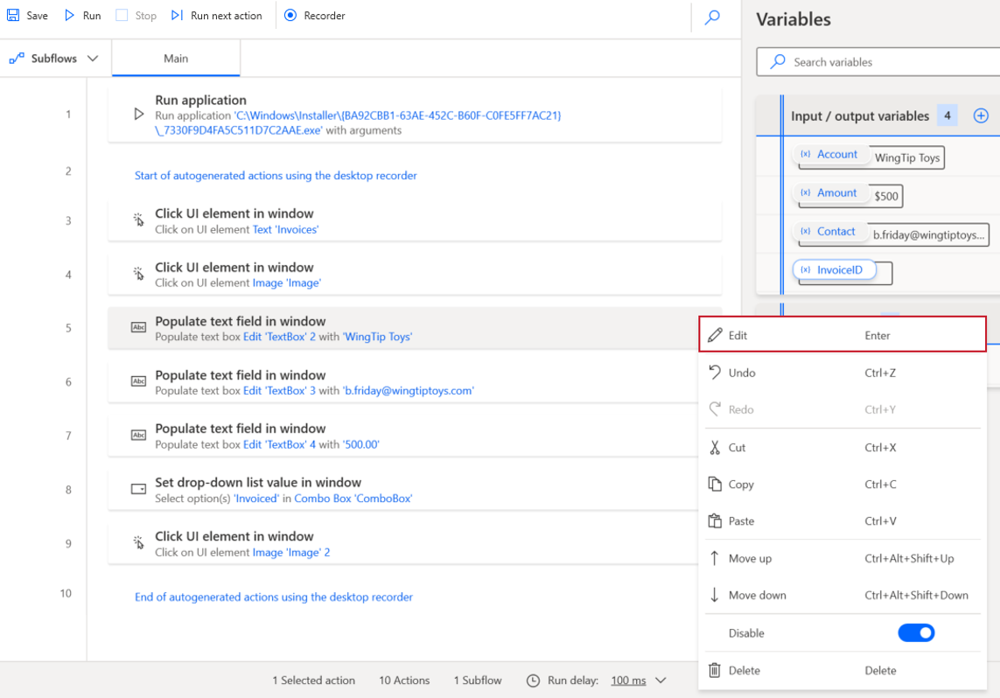 Save Run Stop Run next action Recorder
Subflows Main
1 Run application
Run application 'C:\Windows\Installer\{BA92CBB1-63AE-452C-B60F-C0FE5FF7AC21}
\_7330F9D4FA5C511D7C2AAE.exe' with arguments
2 Start of autogenerated actions using the desktop recorder
3 Click UI element in window
Click on UI element Text 'Invoices'
4 Click UI element in window
Click on UI element Image 'Image'
5 Abc Populate text field in window
Populate text box Edit 'TextBox' 2 with 'WingTip Toys'
6 Abc Populate text field in window
Populate text box Edit 'TextBox' 3 with 'b.friday@wingtiptoys.com'
7 Abc Populate text field in window
Populate text box Edit 'TextBox' 4 with '500.00'
8 Set drop-down list value in window
Select option(s) 'Invoiced' in Combo Box 'ComboBox'
9 Click UI element in window
Click on UI element Image 'Image' 2
10 End of autogenerated actions using the desktop recorder
1 Selected action 10 Actions 1 Subflow Run delay: 100 ms
Variables
Search variables
Input / output variables 4
{x} Account WingTip Toys
{x} Amount $500
{x} Contact b.friday@wingtiptoys...
{x} InvoiceID
Edit Enter
Undo Ctrl+Z
Redo Ctrl+Y
Cut Ctrl+X
Copy Ctrl+C
Paste Ctrl+V
Move up Ctrl+Alt+Shift+Up
Move down Ctrl+Alt+Shift+Down
Disable
Delete Delete